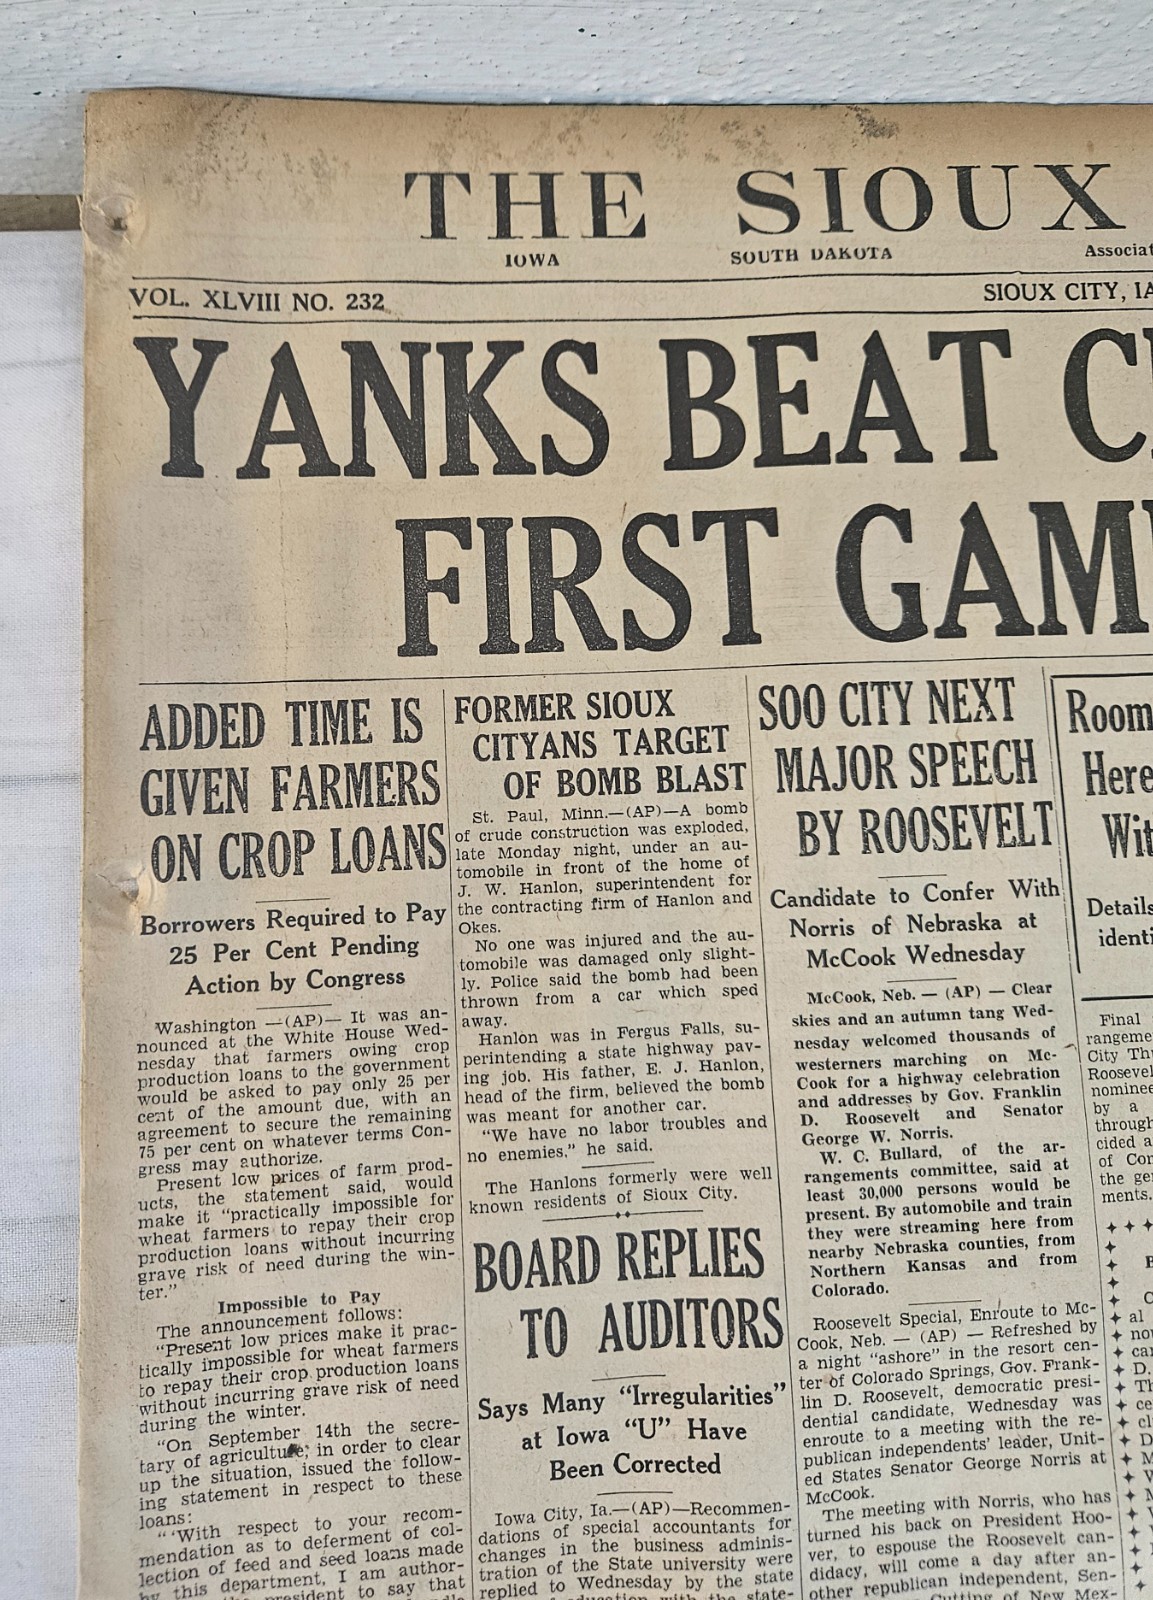 THE SIOUX
IOWA
SOUTH DAKOTA
VOL. XLVIII NO. 232
SIOUX CITY,
YANKS BEAT
FIRST
ADDED TIME IS
GIVEN FARMERS
ON CROP LOANS
Borrowers Required to Pay
25 Per Cent Pending
Action by Congress
Washington —(AP)— It was an-
nounced at the White House Wed-
nesday that farmers owing crop
production loans to the government
would be asked to pay only 25 per
cent of the amount due, with an
agreement to secure the remaining
75 per cent on whatever terms Con-
gress may authorize.
Present low prices of farm prod-
ucts, the statement said, would
make it "practically impossible for
wheat farmers to repay their crop
production loans without incurring
grave risk of need during the win-
ter."
Impossible to Pay
The announcement follows:
"Present low prices make it prac-
tically impossible for wheat farmers
to repay their crop production loans
without incurring grave risk of need
during the winter.
"On September 14th the secre-
tary of agriculture, in order to clear
up the situation, issued the follow-
ing statement in respect to these
loans:
"'With respect to your recom-
mendation as to deferment of col-
lection of feed and seed loans made
by this department, I am author-
president to say that
FORMER SIOUX
CITYANS TARGET
OF BOMB BLAST
St. Paul, Minn.—(AP)—A bomb
of crude construction was exploded,
late Monday night, under an au-
tomobile in front of the home of
J. W. Hanlon, superintendent for
the contracting firm of Hanlon and
Okes.
No one was injured and the au-
tomobile was damaged only slight-
ly. Police said the bomb had been
thrown from a car which sped
away.
Hanlon was in Fergus Falls, su-
perintending a state highway pav-
ing job. His father, E. J. Hanlon,
head of the firm, believed the bomb
was meant for another car.
"We have no labor troubles and
no enemies," he said.
The Hanlons formerly were well
known residents of Sioux City.
BOARD REPLIES
TO AUDITORS
Says Many "Irregularities"
at Iowa "U" Have
Been Corrected
Iowa City, Ia.—(AP)—Recommen-
dations of special accountants for
changes in the business adminis-
tration of the State university were
replied to Wednesday by the state
SOO CITY NEXT
MAJOR SPEECH
BY ROOSEVELT
Candidate to Confer With
Norris of Nebraska at
McCook Wednesday
McCook, Neb. — (AP) — Clear
skies and an autumn tang Wed-
nesday welcomed thousands of
westerners marching on Mc-
Cook for a highway celebration
and addresses by Gov. Franklin
D. Roosevelt and Senator
George W. Norris.
W. C. Bullard, of the ar-
rangements committee, said at
least 30,000 persons would be
present. By automobile and train
they were streaming here from
nearby Nebraska counties, from
Northern Kansas and from
Colorado.
Roosevelt Special, Enroute to Mc-
Cook, Neb. — (AP) — Refreshed by
a night "ashore" in the resort cen-
ter of Colorado Springs, Gov. Frank-
lin D. Roosevelt, democratic presi-
dential candidate, Wednesday was
enroute to a meeting with the re-
publican independents' leader, Unit-
ed States Senator George Norris at
McCook.
The meeting with Norris, who has
turned his back on President Hoo-
ver, to espouse the Roosevelt can-
didacy, will come a day after an-
other republican independent, Sen-
Cutting of New Mex-
Room
Here
Details
Final
City
by a
through
of
the
ments.